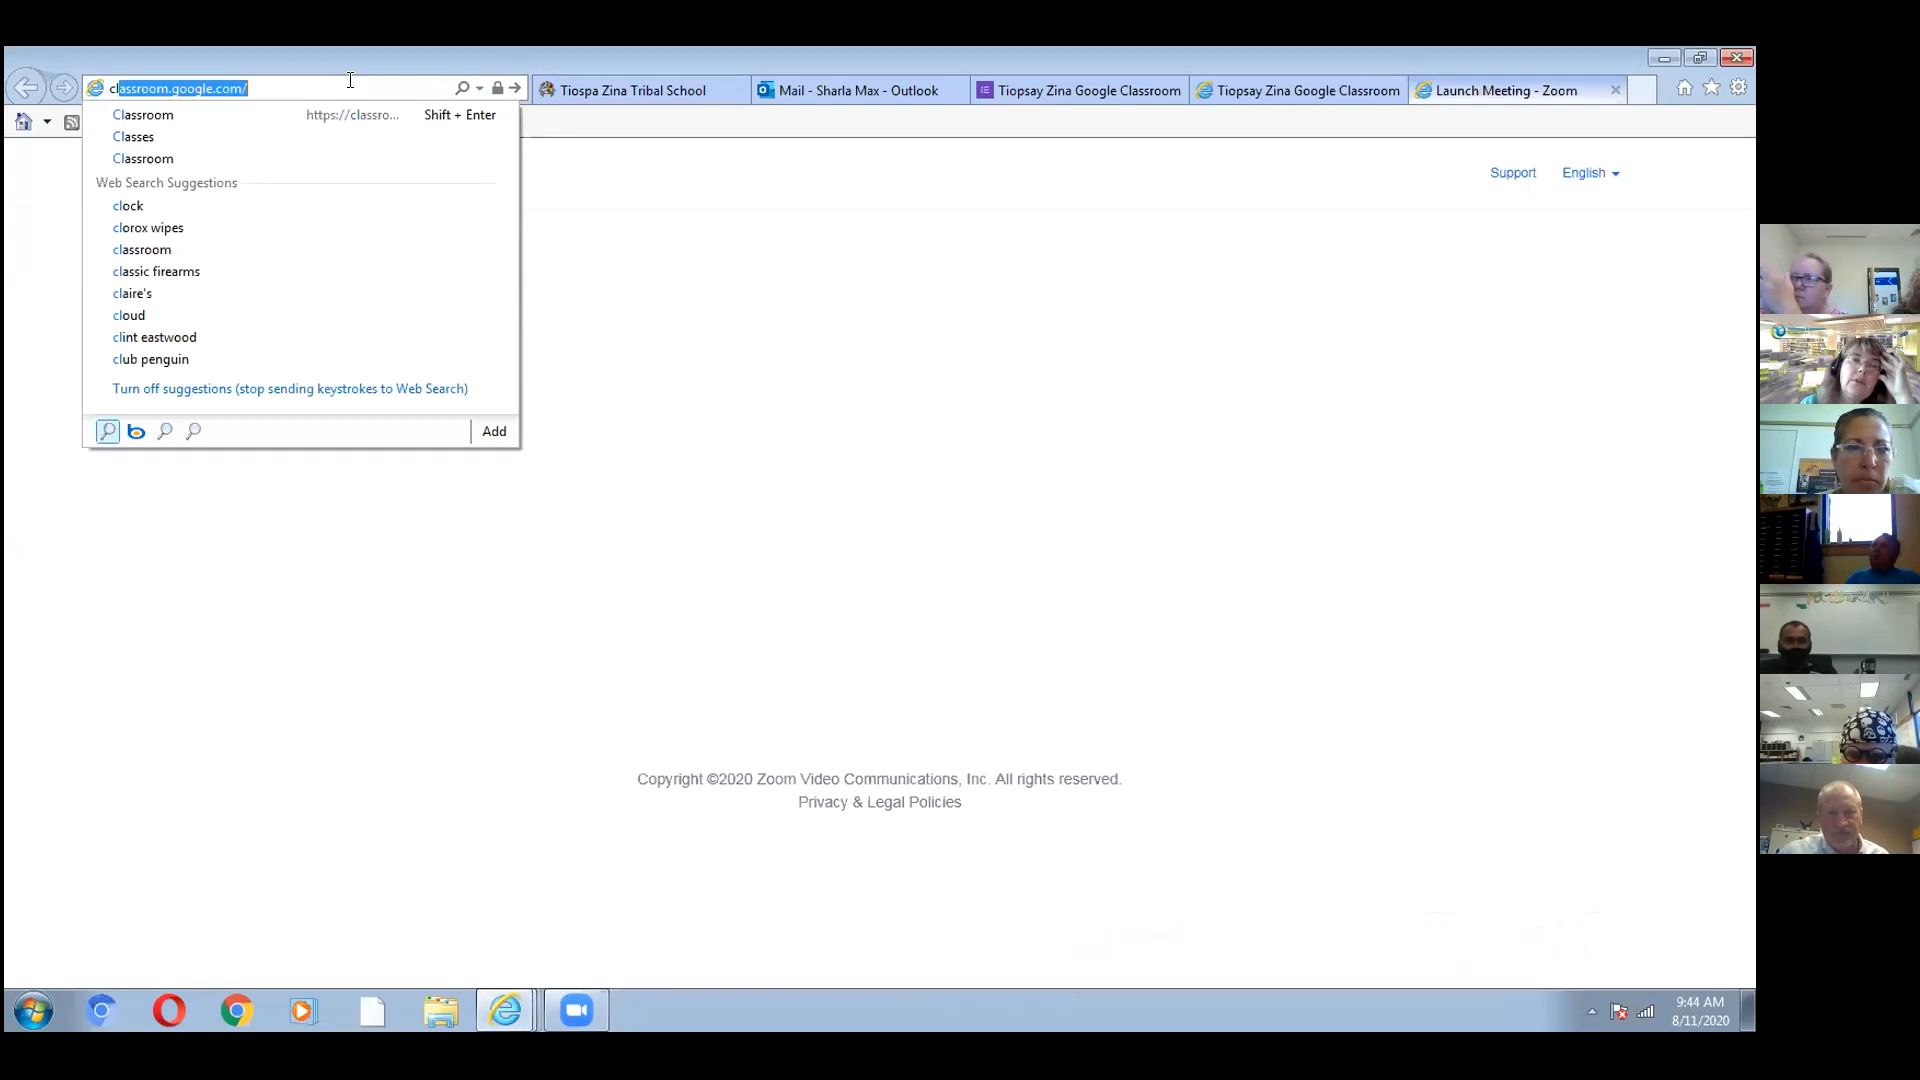 classroom.google.com/
Tiospa Zina Tribal School
Mail - Sharla Max - Outlook
Tiopsay Zina Google Classroom
Tiopsay Zina Google Classroom
Launch Meeting - Zoom
Classroom https://classro... Shift + Enter
Classes
Classroom
Web Search Suggestions
clock
clorox wipes
classroom
classic firearms
claire's
cloud
clint eastwood
club penguin
Turn off suggestions (stop sending keystrokes to Web Search)
Add
Support
English
Copyright ©2020 Zoom Video Communications, Inc. All rights reserved.
Privacy & Legal Policies
9:44 AM
8/11/2020